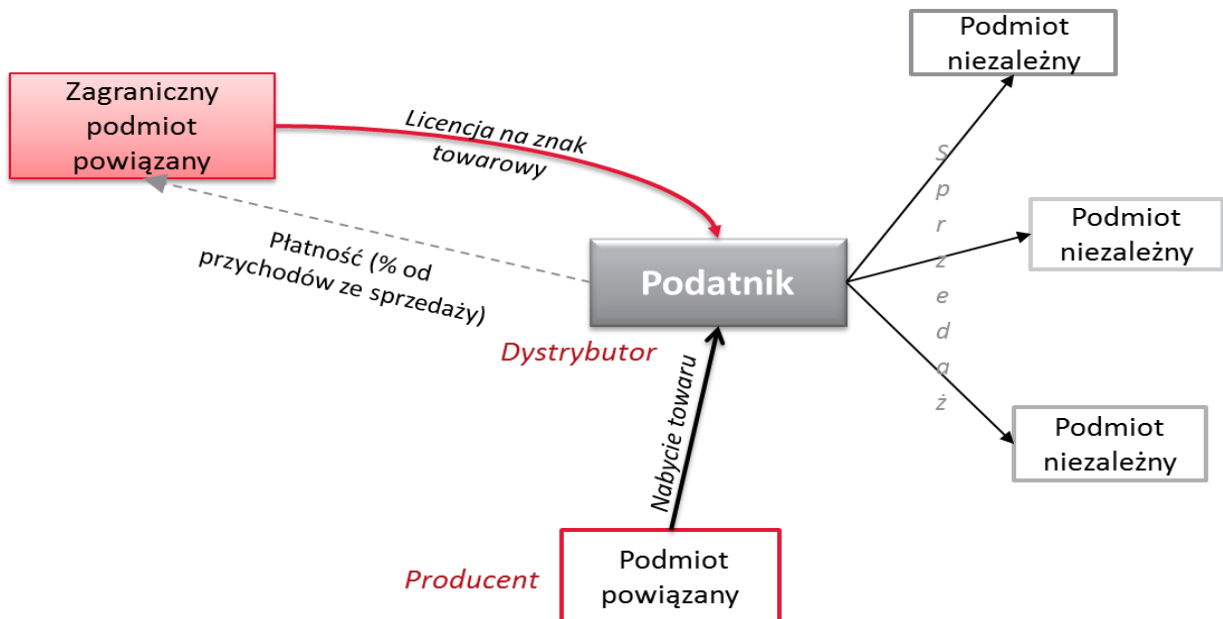 Podmiot
niezależny
Zagraniczny
podmiot
powiązany
Licencja na znak
towarowy
Sprzedaż
Płatność (% od
przychodów ze sprzedaży)
Podmiot
niezależny
Podatnik
Dystrybutor
Nabycie towaru
Podmiot
niezależny
Producent
Podmiot
powiązany